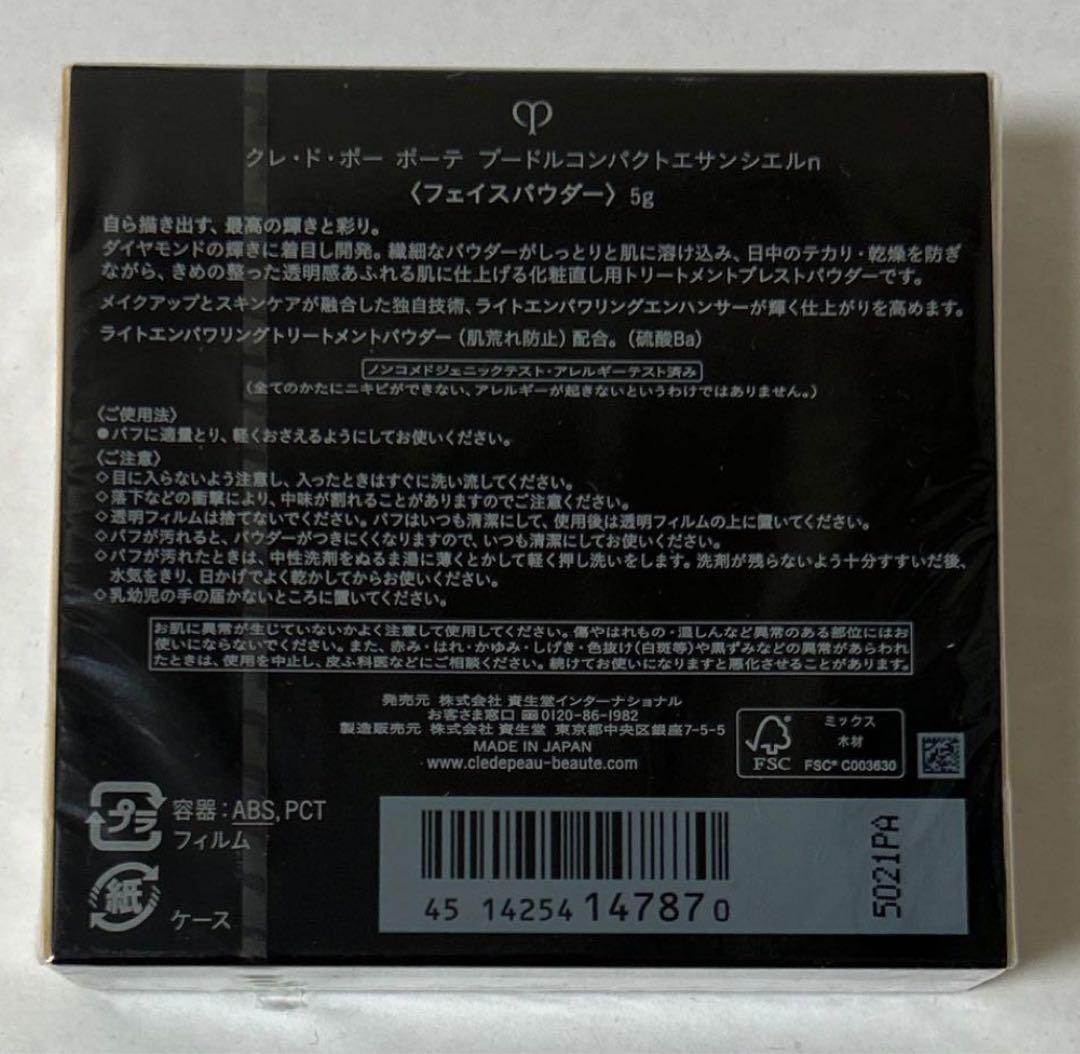 クレ・ド・ポー ボーテ プードルコンパクトエサンシエルn
〈フェイスパウダー〉5g
自ら描き出す、最高の輝きと彩り。
ダイヤモンドの輝きに着目し開発。繊細なパウダーがしっとりと肌に溶け込み、日中のテカリ・乾燥を防ぎ
ながら、きめの整った透明感あふれる肌に仕上げる化粧直し用トリートメントプレストパウダーです。
メイクアップとスキンケアが融合した独自技術、ライトエンパワリングエンハンサーが輝く仕上がりを高めます。
ライトエンパワリングトリートメントパウダー（肌荒れ防止）配合。（硫酸Ba）
ノンコメドジェニックテスト・アレルギーテスト済み
（全てのかたにニキビができない、アレルギーが起きないというわけではありません。）
〈ご使用法〉
●パフに適量とり、軽くおさえるようにしてお使いください。
〈ご注意〉
◇目に入らないよう注意し、入ったときはすぐに洗い流してください。
◇落下などの衝撃により、中味が割れることがありますのでご注意ください。
◇透明フィルムは捨てないでください。パフはいつも清潔にして、使用後は透明フィルムの上に置いてください。
◇パフが汚れると、パウダーがつきにくくなりますので、いつも清潔にしてお使いください。
◇パフが汚れたときは、中性洗剤をぬるま湯に薄くとかして軽く押し洗いをします。洗剤が残らないよう十分すすいだ後、
水気をきり、日かげでよく乾かしてからお使いください。
◇乳幼児の手の届かないところに置いてください。
お肌に異常が生じていないかよく注意して使用してください。傷やはれもの・湿しんなど異常のある部位にはお
使いにならないでください。また、赤み・はれ・かゆみ・しげき・色抜け(白斑等)や黒ずみなどの異常があらわれ
たときは、使用を中止し、皮ふ科医などにご相談ください。続けてお使いになりますと悪化することがあります。
発売元 株式会社 資生堂インターナショナル
お客さま窓口 0120-86-1982
製造販売元 株式会社 資生堂 東京都中央区銀座7-5-5
MADE IN JAPAN
www.cledepeau-beaute.com
FSC
ミックス
木材
FSC® C003630
プラ
容器：ABS,PCT
フィルム
紙
ケース
45 14254 14787 0
5021PA